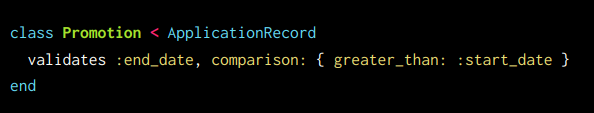 class Promotion < ApplicationRecord
  validates :end_date, comparison: { greater_than: :start_date }
end